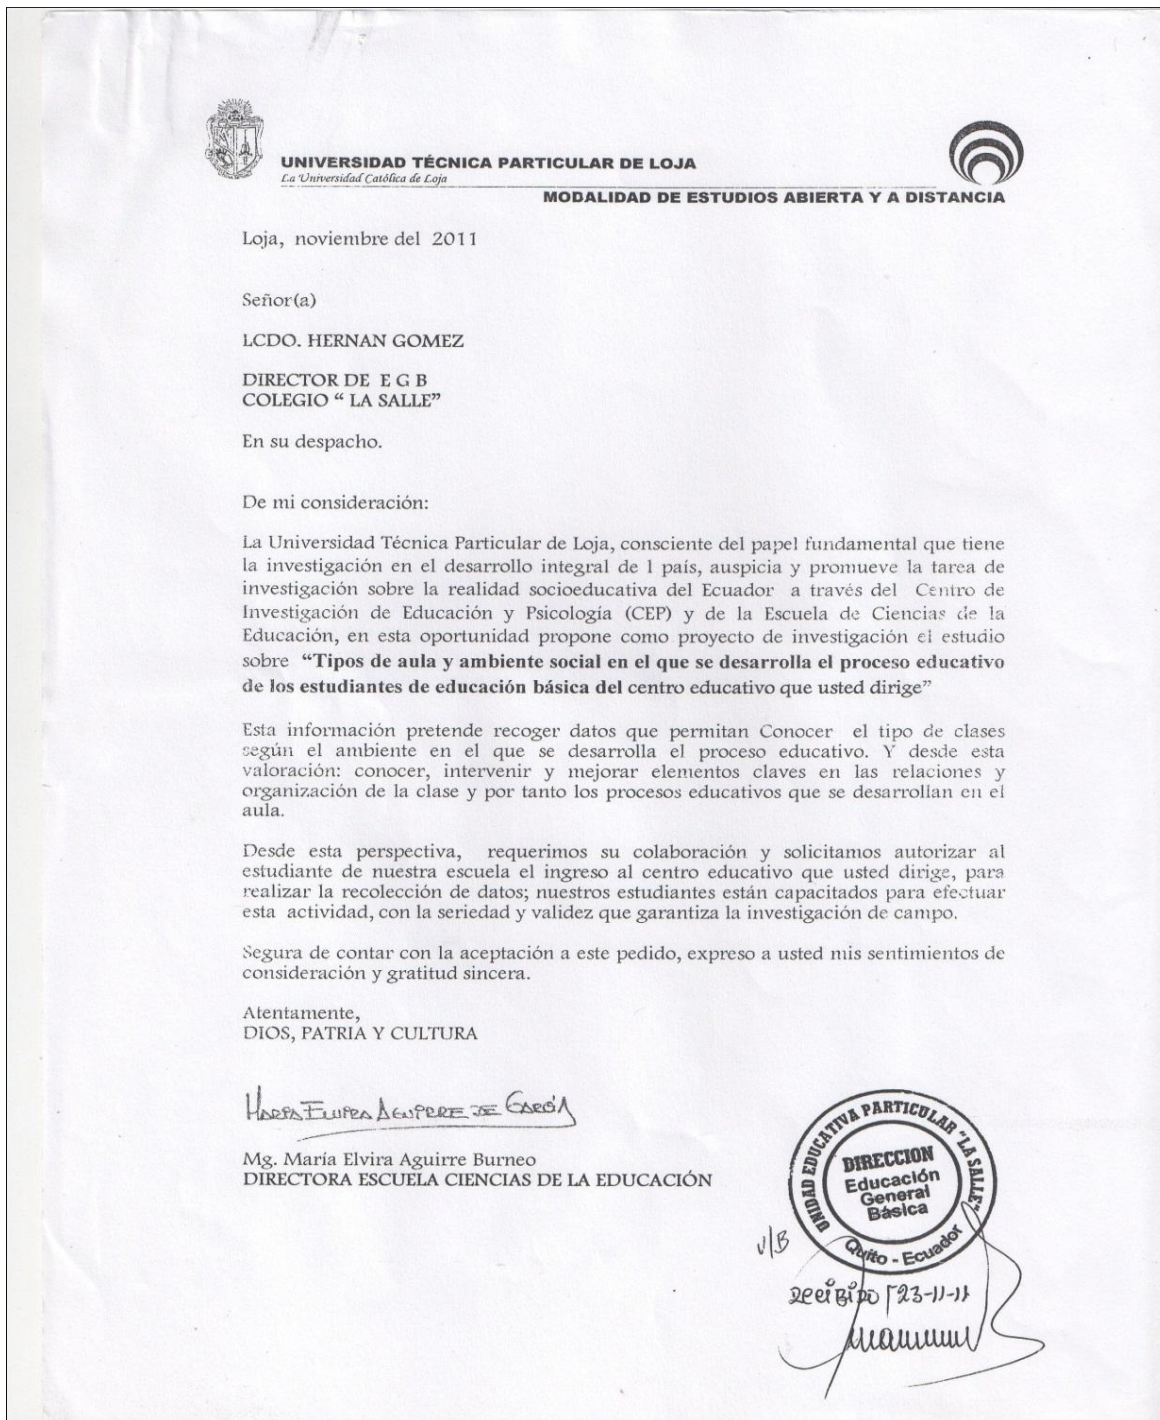 UNIVERSIDAD TÉCNICA PARTICULAR DE LOJA
La Universidad Católica de Loja
MODALIDAD DE ESTUDIOS ABIERTA Y A DISTANCIA
Loja, noviembre del 2011
Señor(a)
LCDO. HERNAN GOMEZ
DIRECTOR DE E G B
COLEGIO “ LA SALLE”
En su despacho.
De mi consideración:
La Universidad Técnica Particular de Loja, consciente del papel fundamental que tiene
la investigación en el desarrollo integral de l país, auspicia y promueve la tarea de
investigación sobre la realidad socioeducativa del Ecuador a través del Centro de
Investigación de Educación y Psicología (CEP) y de la Escuela de Ciencias de la
Educación, en esta oportunidad propone como proyecto de investigación el estudio
sobre “Tipos de aula y ambiente social en el que se desarrolla el proceso educativo
de los estudiantes de educación básica del centro educativo que usted dirige”
Esta información pretende recoger datos que permitan Conocer el tipo de clases
según el ambiente en el que se desarrolla el proceso educativo. Y desde esta
valoración: conocer, intervenir y mejorar elementos claves en las relaciones y
organización de la clase y por tanto los procesos educativos que se desarrollan en el
aula.
Desde esta perspectiva, requerimos su colaboración y solicitamos autorizar al
estudiante de nuestra escuela el ingreso al centro educativo que usted dirige, para
realizar la recolección de datos; nuestros estudiantes están capacitados para efectuar
esta actividad, con la seriedad y validez que garantiza la investigación de campo.
Segura de contar con la aceptación a este pedido, expreso a usted mis sentimientos de
consideración y gratitud sincera.
Atentamente,
DIOS, PATRIA Y CULTURA
María Elvira Aguirre de García
Mg. María Elvira Aguirre Burneo
DIRECTORA ESCUELA CIENCIAS DE LA EDUCACIÓN
UNIDAD EDUCATIVA PARTICULAR "LA SALLE"
DIRECCION
Educación
General
Básica
Quito - Ecuador
V/B
Recibido 23-11-11